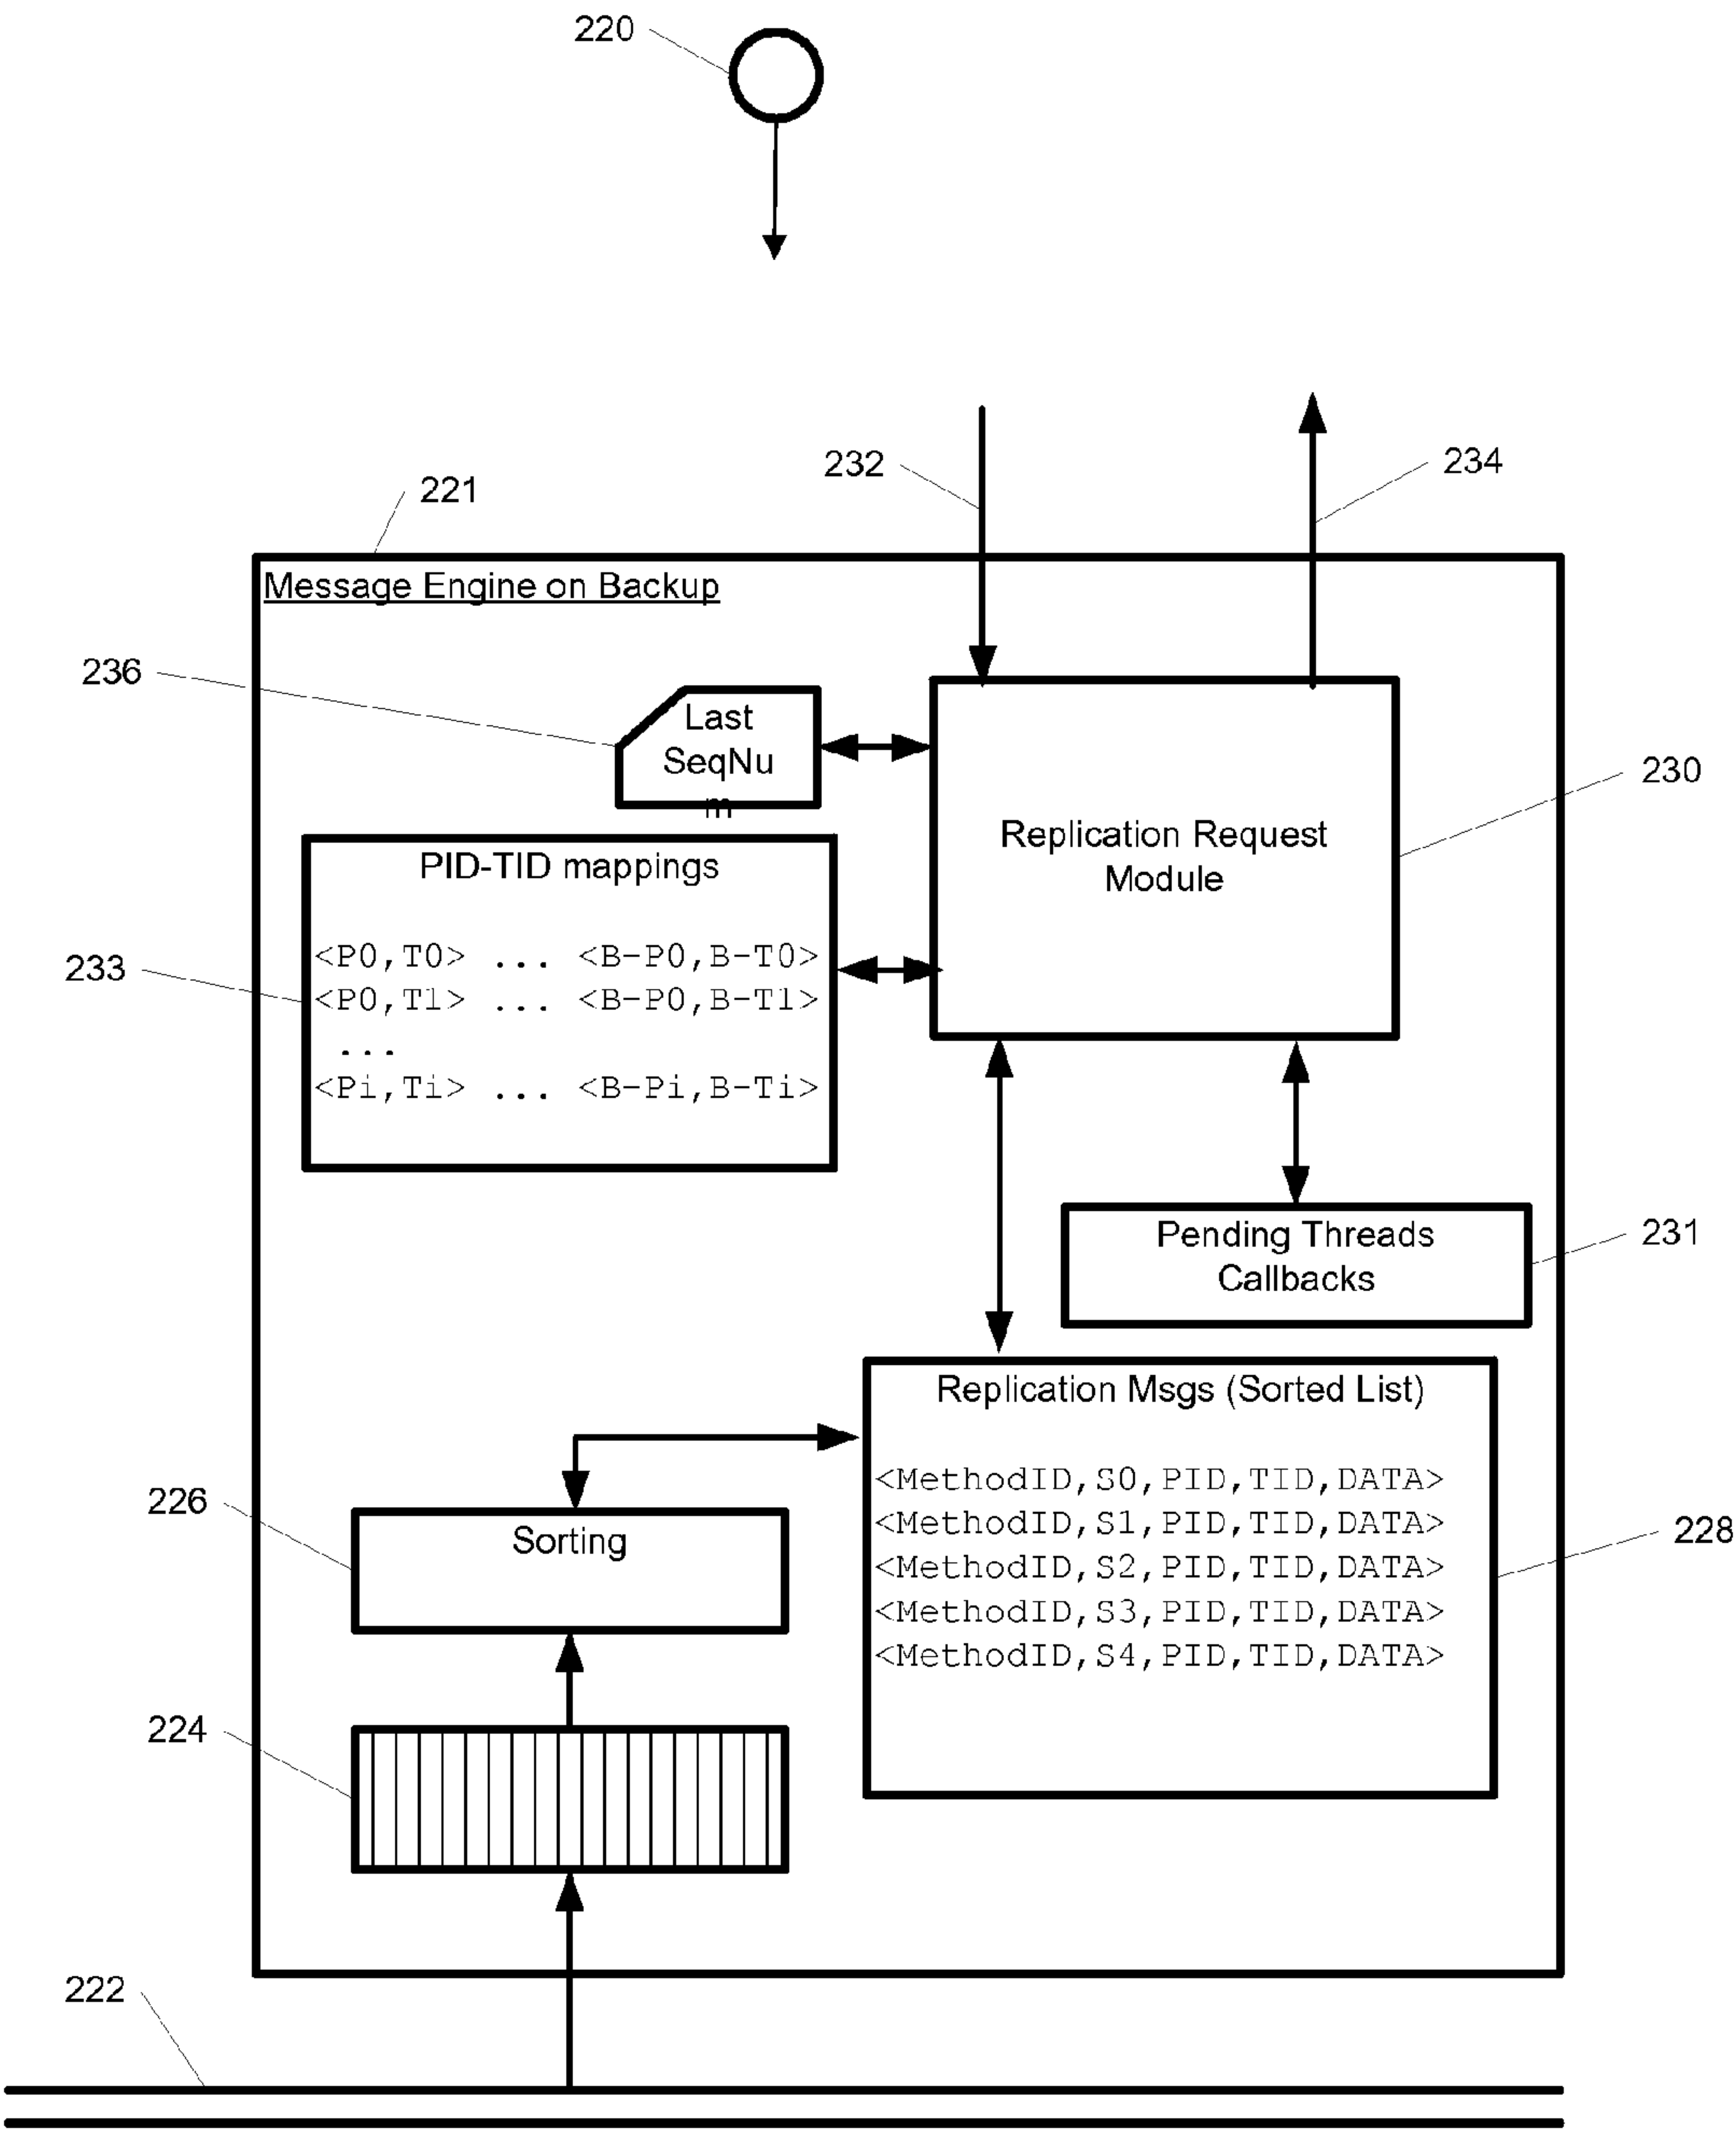 220
232
234
221
Message Engine on Backup
236
Last
SeqNu
m
230
Replication Request
Module
PID-TID mappings
233
<P0,T0> ... <B-P0,B-T0>
<P0,T1> ... <B-P0,B-T1>
...
<Pi,Ti> ... <B-Pi,B-Ti>
Pending Threads
Callbacks
231
Replication Msgs (Sorted List)
<MethodID,S0,PID,TID,DATA>
<MethodID,S1,PID,TID,DATA>
<MethodID,S2,PID,TID,DATA>
<MethodID,S3,PID,TID,DATA>
<MethodID,S4,PID,TID,DATA>
228
226
Sorting
224
222